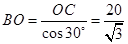 BO = OC / cos 30° = 20 / √3